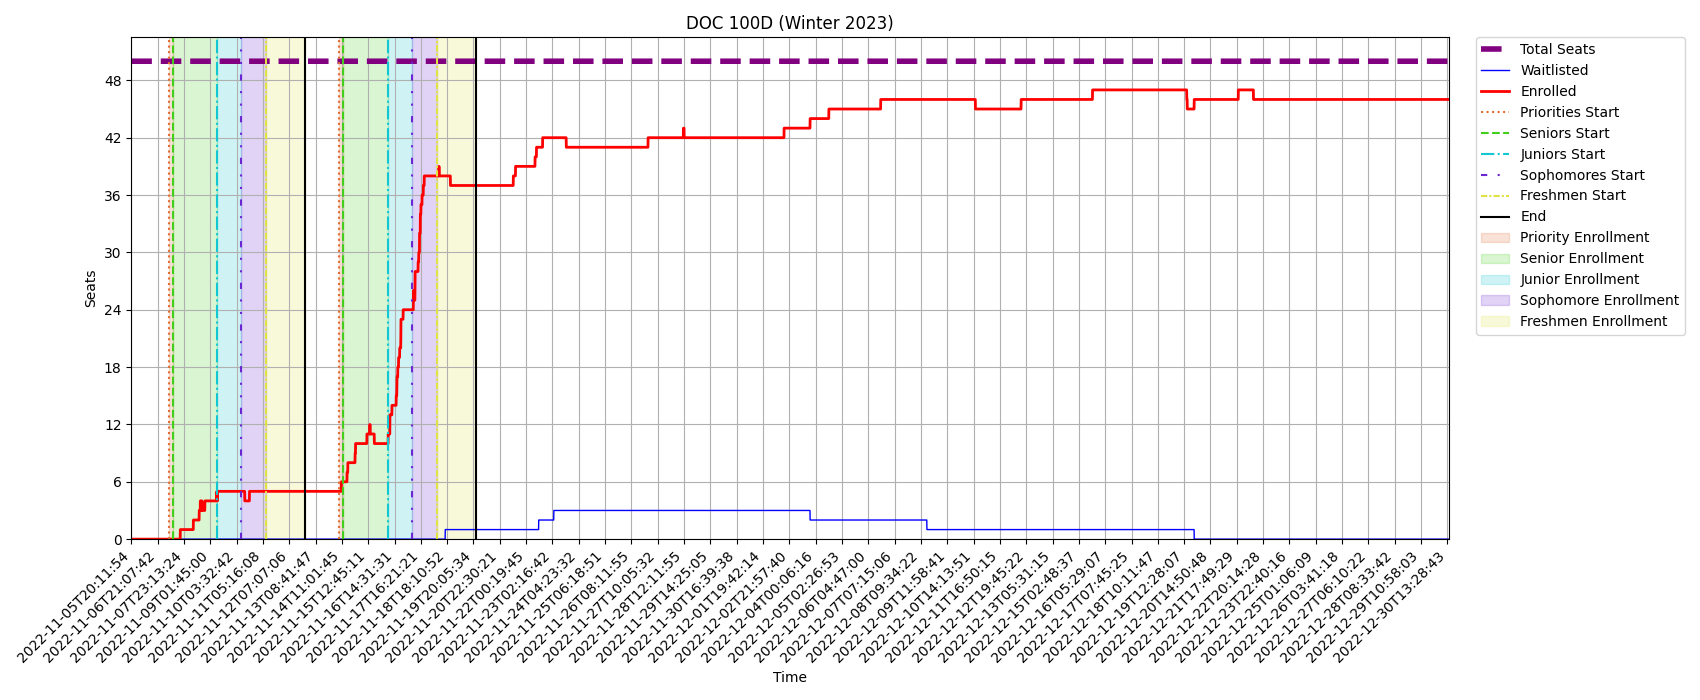 DOC 100D (Winter 2023)
Seats
48
42
36
30
24
18
12
6
0
2022-11-05T20:11:54
2022-11-06T21:07:42
2022-11-07T23:13:24
2022-11-09T01:45:00
2022-11-10T03:32:42
2022-11-11T05:16:08
2022-11-12T07:07:06
2022-11-13T08:41:47
2022-11-14T11:01:45
2022-11-15T12:45:11
2022-11-16T14:31:31
2022-11-17T16:21:21
2022-11-18T18:10:52
2022-11-19T20:05:34
2022-11-20T22:30:21
2022-11-22T00:19:45
2022-11-23T02:16:42
2022-11-24T04:23:32
2022-11-25T06:18:51
2022-11-26T08:11:55
2022-11-27T10:05:32
2022-11-28T12:11:55
2022-11-29T14:25:05
2022-11-30T16:39:38
2022-12-01T19:42:14
2022-12-02T21:57:40
2022-12-04T00:06:16
2022-12-05T02:26:53
2022-12-06T04:47:00
2022-12-07T07:15:06
2022-12-08T09:34:22
2022-12-09T11:58:41
2022-12-10T14:13:51
2022-12-11T16:50:15
2022-12-12T19:45:22
2022-12-13T05:31:15
2022-12-15T02:48:37
2022-12-16T05:29:07
2022-12-17T07:45:25
2022-12-18T10:11:47
2022-12-19T12:28:07
2022-12-20T14:50:48
2022-12-21T17:49:29
2022-12-22T20:14:28
2022-12-23T22:40:16
2022-12-25T01:06:09
2022-12-26T03:41:18
2022-12-27T06:10:22
2022-12-28T08:33:42
2022-12-29T10:58:03
2022-12-30T13:28:43
Time
Total Seats
Waitlisted
Enrolled
Priorities Start
Seniors Start
Juniors Start
Sophomores Start
Freshmen Start
End
Priority Enrollment
Senior Enrollment
Junior Enrollment
Sophomore Enrollment
Freshmen Enrollment